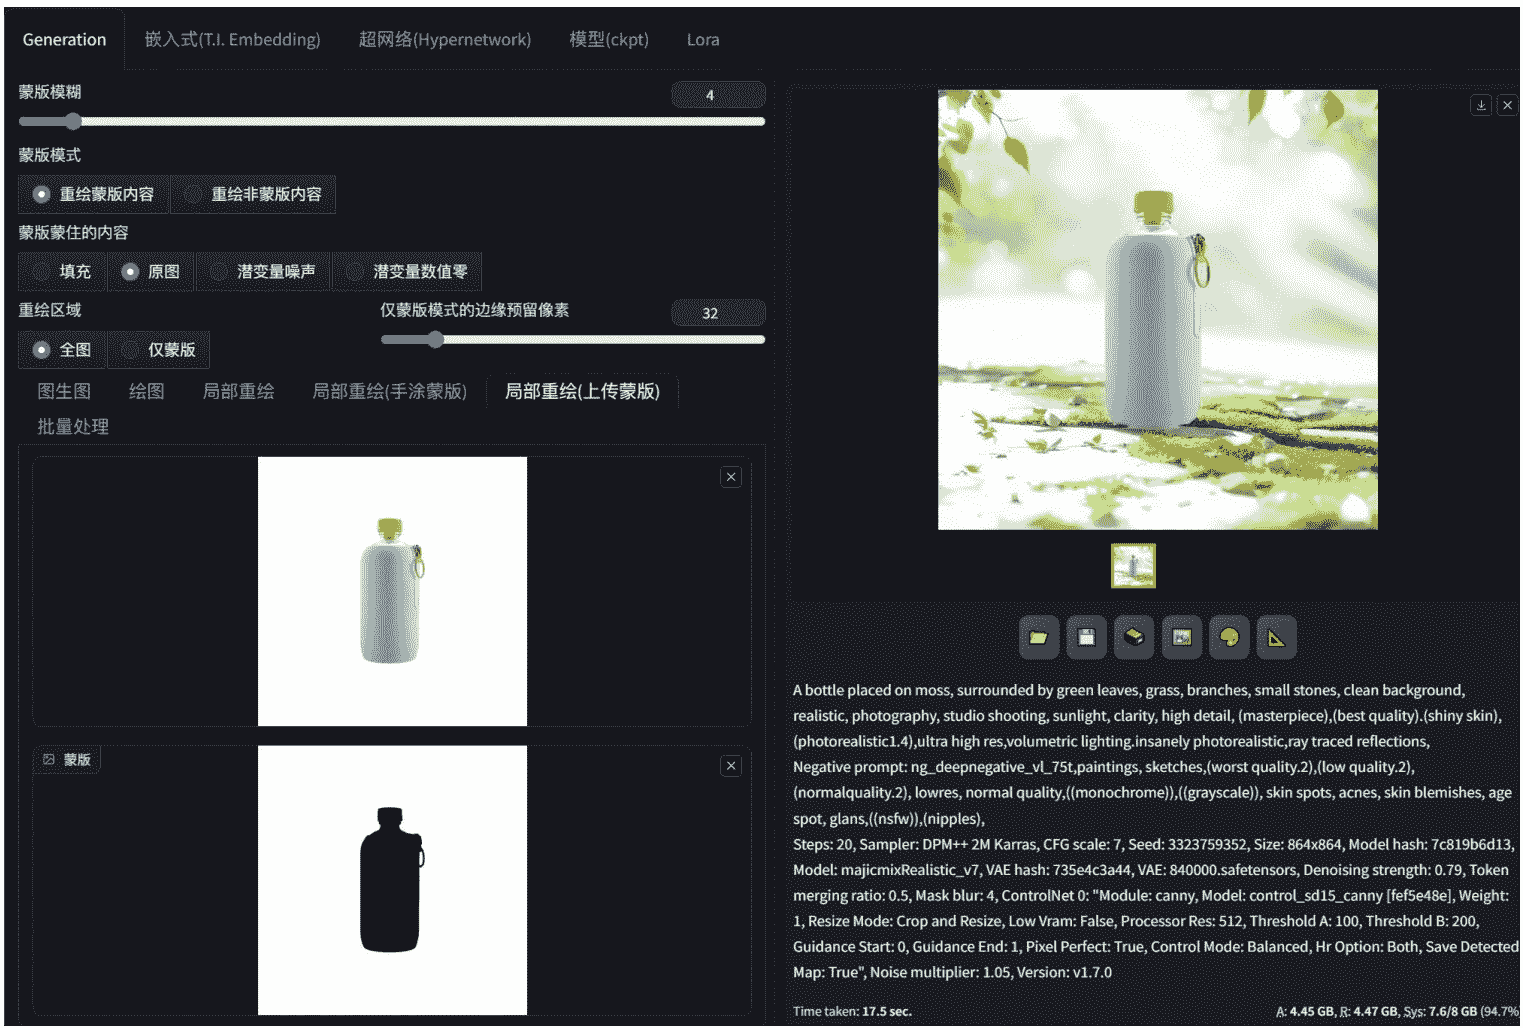 Generation 嵌入式(T.I. Embedding) 超网络(Hypernetwork) 模型(ckpt) Lora
蒙版模糊 4
蒙版模式
重绘蒙版内容 重绘非蒙版内容
蒙版蒙住的内容
填充 原图 潜变量噪声 潜变量数值零
重绘区域 仅蒙版模式的边缘预留像素 32
全图 仅蒙版
图生图 绘图 局部重绘 局部重绘(手涂蒙版) 局部重绘(上传蒙版)
批量处理
蒙版
A bottle placed on moss, surrounded by green leaves, grass, branches, small stones, clean background,
realistic, photography, studio shooting, sunlight, clarity, high detail, (masterpiece),(best quality).(shiny skin),
(photorealistic1.4),ultra high res,volumetric lighting.insanely photorealistic,ray traced reflections,
Negative prompt: ng_deepnegative_vl_75t,paintings, sketches,(worst quality.2),(low quality.2),
(normalquality.2), lowres, normal quality,((monochrome)),((grayscale)), skin spots, acnes, skin blemishes, age
spot, glans,((nsfw)),(nipples),
Steps: 20, Sampler: DPM++ 2M Karras, CFG scale: 7, Seed: 3323759352, Size: 864x864, Model hash: 7c819b6d13,
Model: majicmixRealistic_v7, VAE hash: 735e4c3a44, VAE: 840000.safetensors, Denoising strength: 0.79, Token
merging ratio: 0.5, Mask blur: 4, ControlNet 0: "Module: canny, Model: control_sd15_canny [fef5e48e], Weight:
1, Resize Mode: Crop and Resize, Low Vram: False, Processor Res: 512, Threshold A: 100, Threshold B: 200,
Guidance Start: 0, Guidance End: 1, Pixel Perfect: True, Control Mode: Balanced, Hr Option: Both, Save Detected
Map: True", Noise multiplier: 1.05, Version: v1.7.0
Time taken: 17.5 sec. A: 4.45 GB, R: 4.47 GB, Sys: 7.6/8 GB (94.7%